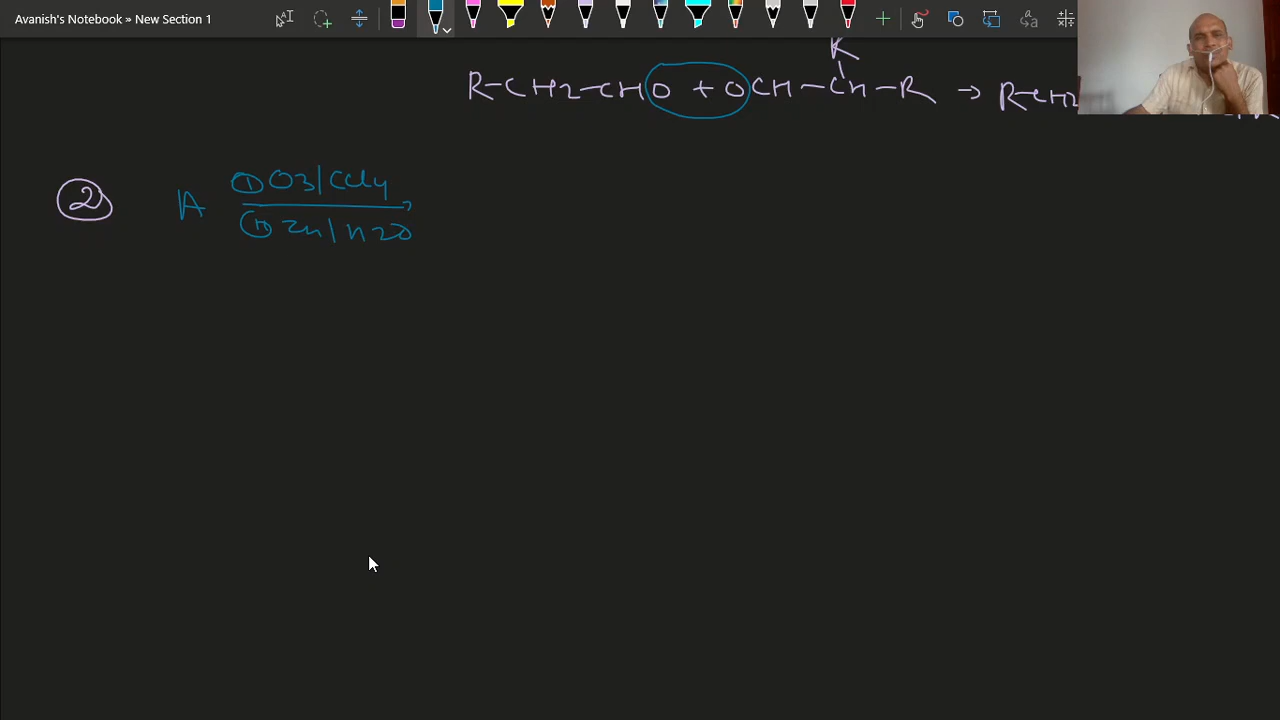 Avanish's Notebook » New Section 1
R
R-CH2-CHO + OCH-CH-R → R-CH2
② A ① O3/CCl4
② Zn/H2O